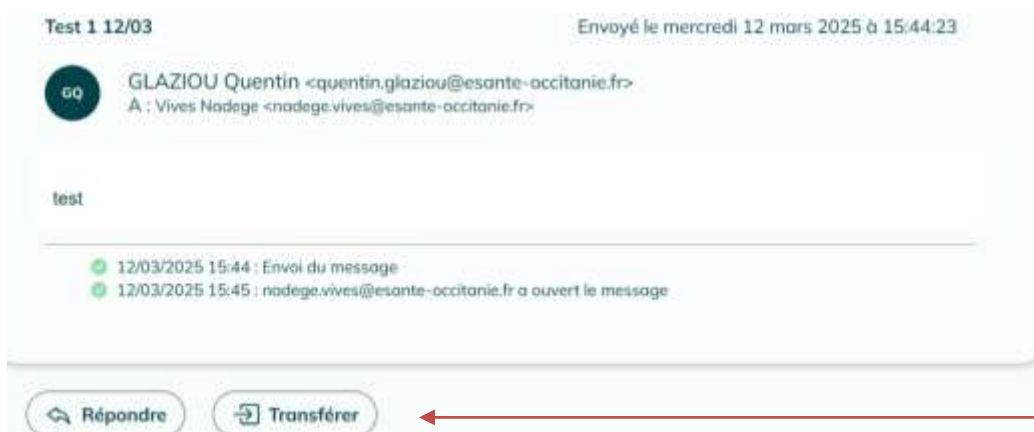 Test 1 12/03
Envoyé le mercredi 12 mars 2025 à 15:44:23
GQ
GLAZIOU Quentin <quentin.glaziou@esante-occitanie.fr>
A : Vives Nadege <nadege.vives@esante-occitanie.fr>
test
12/03/2025 15:44 : Envoi du message
12/03/2025 15:45 : nadege.vives@esante-occitanie.fr a ouvert le message
Répondre
Transférer